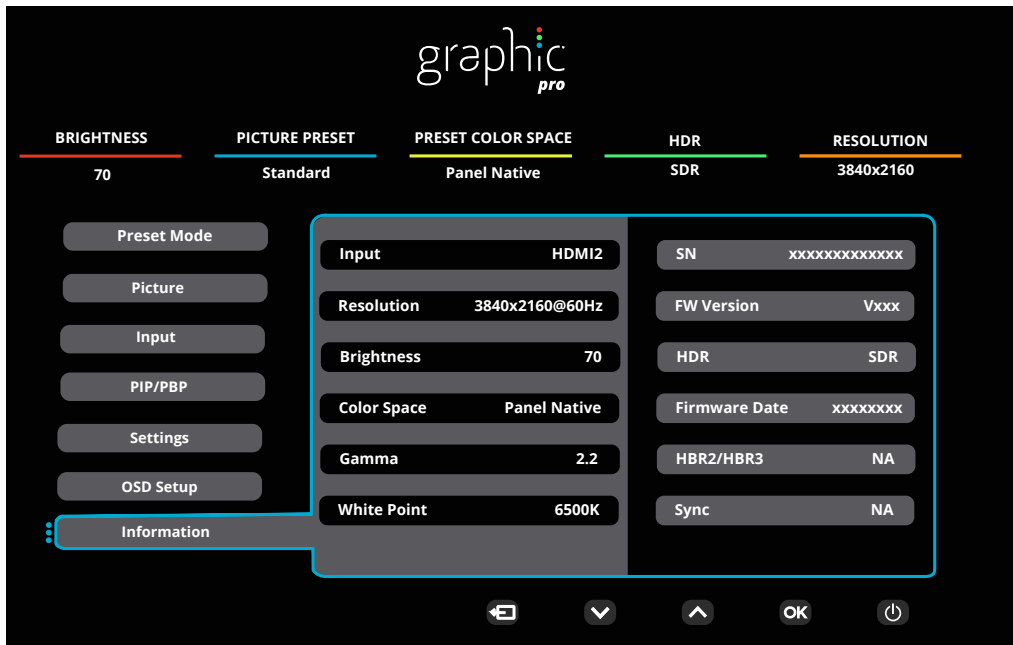 graphic
pro
BRIGHTNESS PICTURE PRESET PRESET COLOR SPACE HDR RESOLUTION
70 Standard Panel Native SDR 3840x2160
Preset Mode
Picture
Input
PIP/PBP
Settings
OSD Setup
Information
Input HDMI2
Resolution 3840x2160@60Hz
Brightness 70
Color Space Panel Native
Gamma 2.2
White Point 6500K
SN xxxxxxxxxxxxx
FW Version Vxxx
HDR SDR
Firmware Date xxxxxxxx
HBR2/HBR3 NA
Sync NA
OK